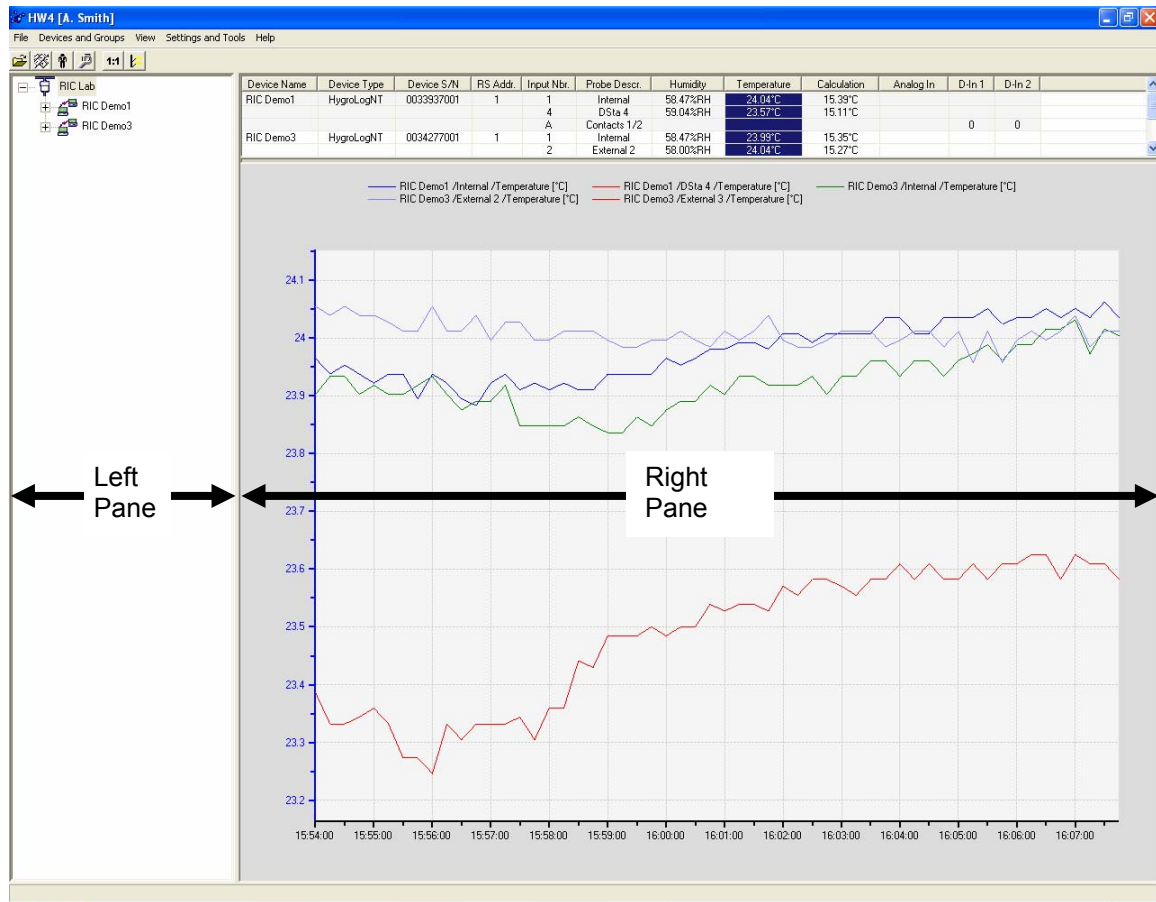 HW4 [A. Smith]
File Devices and Groups View Settings and Tools Help
1:1
RIC Lab
RIC Demo1
RIC Demo3
Device Name Device Type Device S/N RS Addr. Input Nbr. Probe Descr. Humidity Temperature Calculation Analog In D-In 1 D-In 2
RIC Demo1 HygroLogNT 0033937001 1 1 Internal 58.47%RH 24.04°C 15.39°C
4 DSta 4 59.04%RH 23.57°C 15.11°C
A Contacts 1/2 0 0
RIC Demo3 HygroLogNT 0034277001 1 1 Internal 58.47%RH 23.99°C 15.35°C
2 External 2 58.00%RH 24.04°C 15.27°C
RIC Demo1 /Internal /Temperature [°C] RIC Demo1 /DSta 4 /Temperature [°C] RIC Demo3 /Internal /Temperature [°C]
RIC Demo3 /External 2 /Temperature [°C] RIC Demo3 /External 3 /Temperature [°C]
24.1
24
23.9
23.8
23.7
23.6
23.5
23.4
23.3
23.2
Left
Pane
Right
Pane
15:54:00 15:55:00 15:56:00 15:57:00 15:58:00 15:59:00 16:00:00 16:01:00 16:02:00 16:03:00 16:04:00 16:05:00 16:06:00 16:07:00